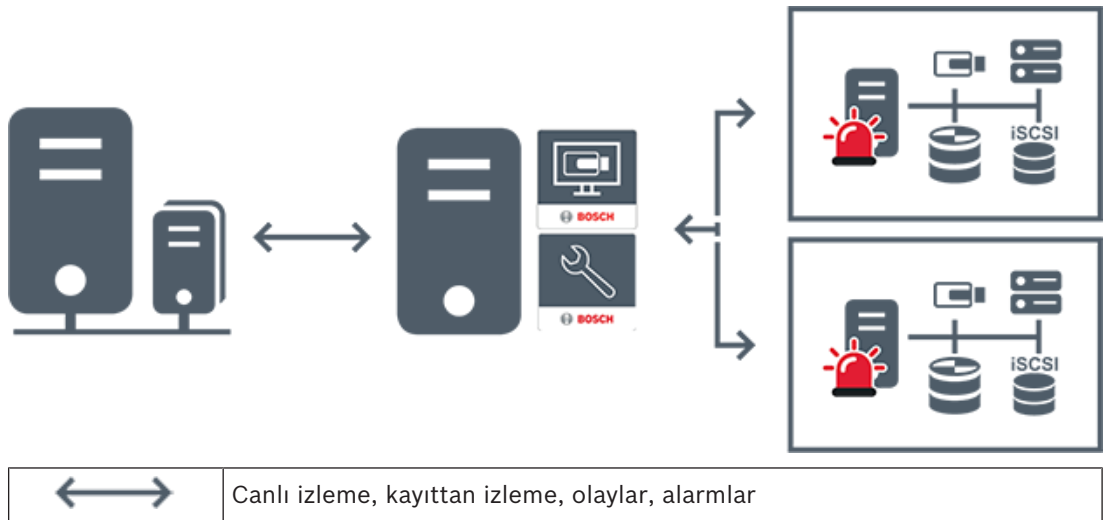 iSCSI
BOSCH
BOSCH
iSCSI
Canlı izleme, kayıttan izleme, olaylar, alarmlar